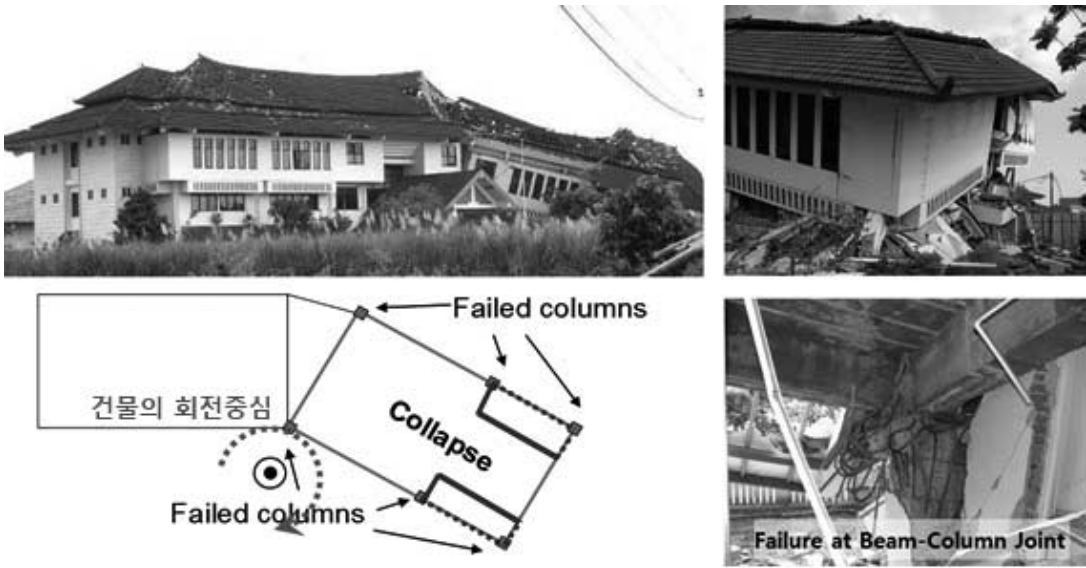 Failed columns
건물의 회전중심
Collapse
Failed columns
Failure at Beam-Column Joint